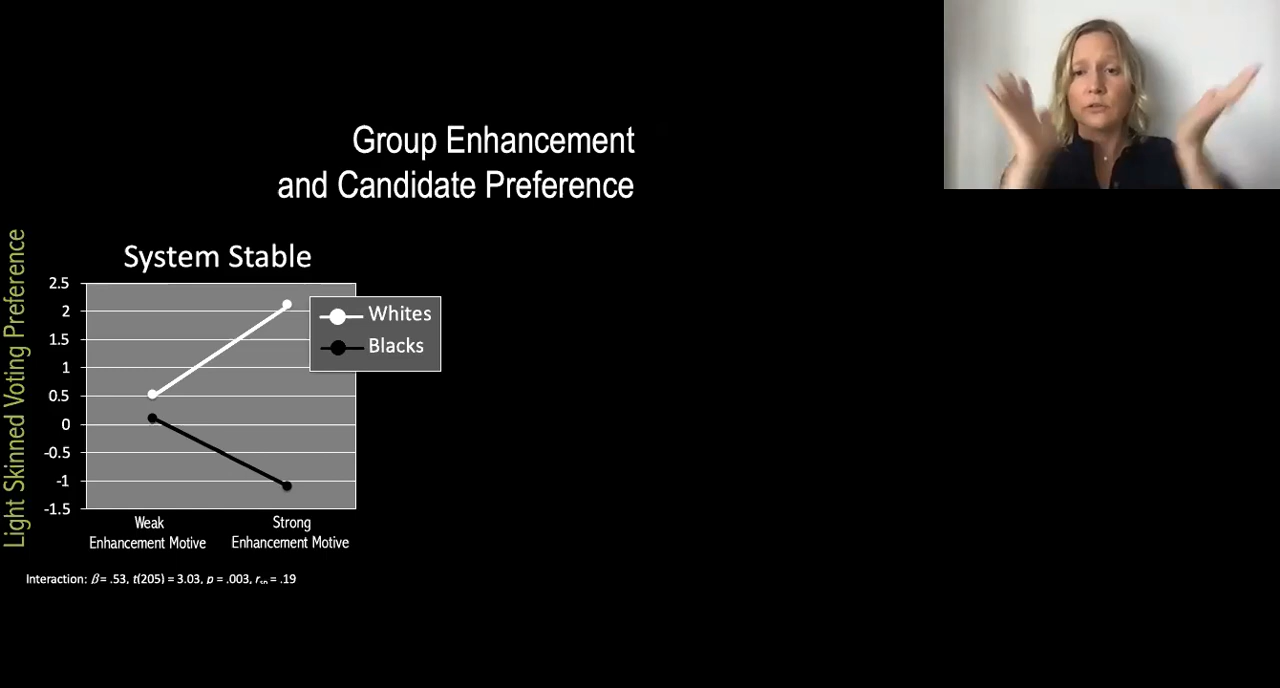 Group Enhancement
and Candidate Preference
Light Skinned Voting Preference
System Stable
2.5
2
1.5
1
0.5
0
-0.5
-1
-1.5
Whites
Blacks
Weak
Enhancement Motive
Strong
Enhancement Motive
Interaction: β= .53, t(205) = 3.03, p = .003, rsp = .19